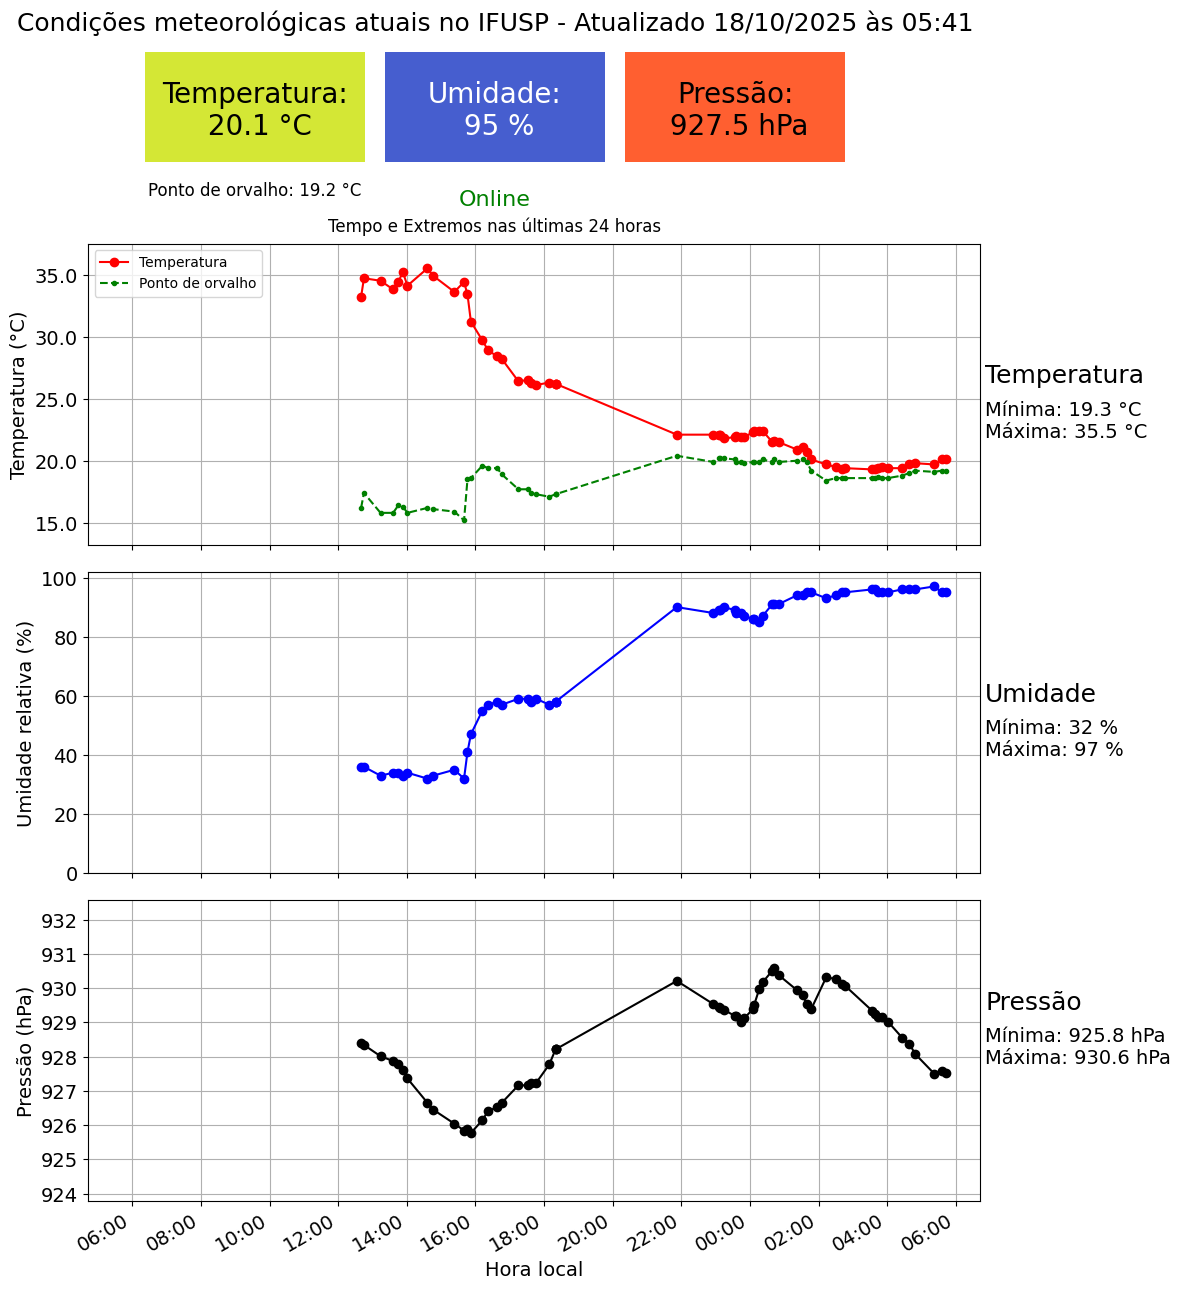 Condições meteorológicas atuais no IFUSP - Atualizado 18/10/2025 às 05:41
Temperatura:
20.1 °C
Umidade:
95 %
Pressão:
927.5 hPa
Ponto de orvalho: 19.2 °C
Online
Tempo e Extremos nas últimas 24 horas
Temperatura
Ponto de orvalho
Temperatura (°C)
35.0
30.0
25.0
20.0
15.0
Temperatura
Mínima: 19.3 °C
Máxima: 35.5 °C
Umidade relativa (%)
100
80
60
40
20
0
Umidade
Mínima: 32 %
Máxima: 97 %
Pressão (hPa)
932
931
930
929
928
927
926
925
924
Pressão
Mínima: 925.8 hPa
Máxima: 930.6 hPa
06:00
08:00
10:00
12:00
14:00
16:00
18:00
20:00
22:00
00:00
02:00
04:00
06:00
Hora local